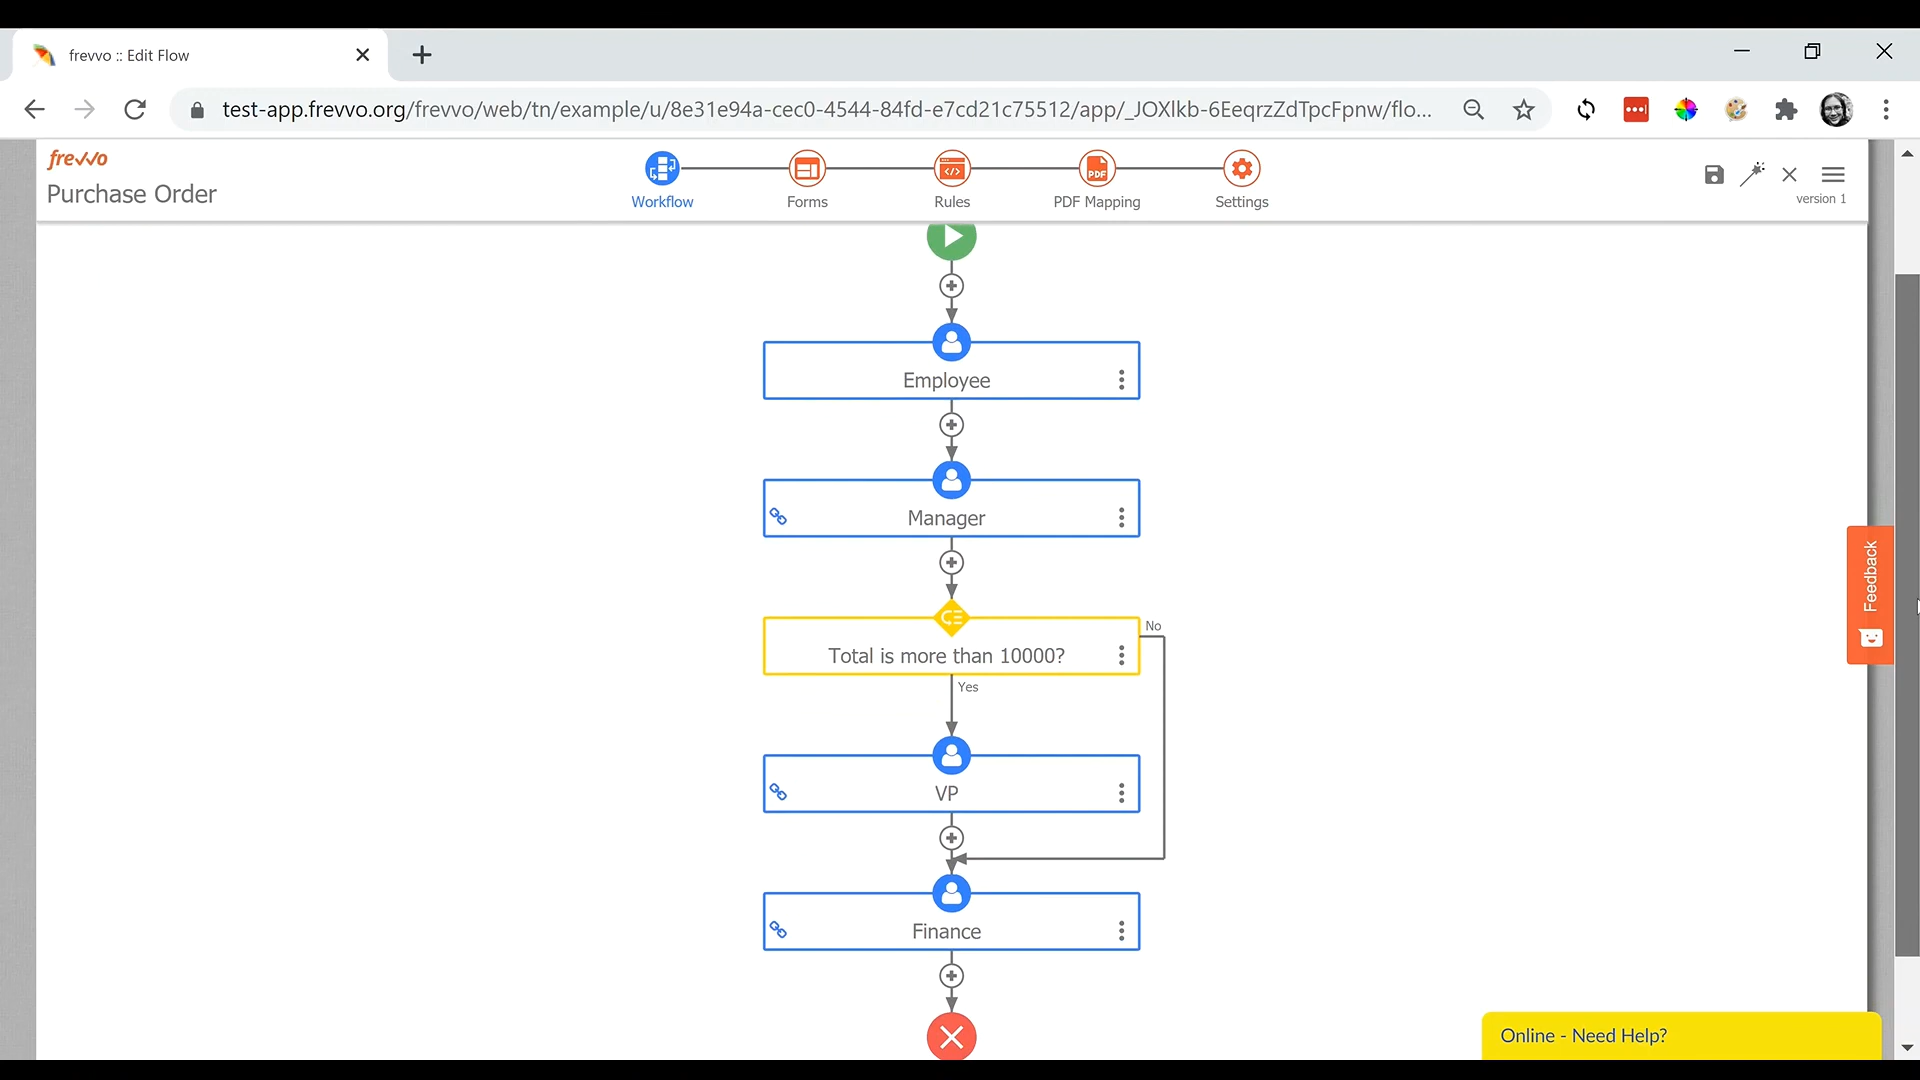 frevvo :: Edit Flow
test-app.frevvo.org/frevvo/web/tn/example/u/8e31e94a-cec0-4544-84fd-e7cd21c75512/app/_JOXlkb-6EeqrzZdTpcFpnw/flo...
frevvo
Purchase Order
Workflow
Forms
Rules
PDF
PDF Mapping
Settings
version 1
Employee
Manager
No
Total is more than 10000?
Yes
VP
Finance
Feedback
Online - Need Help?